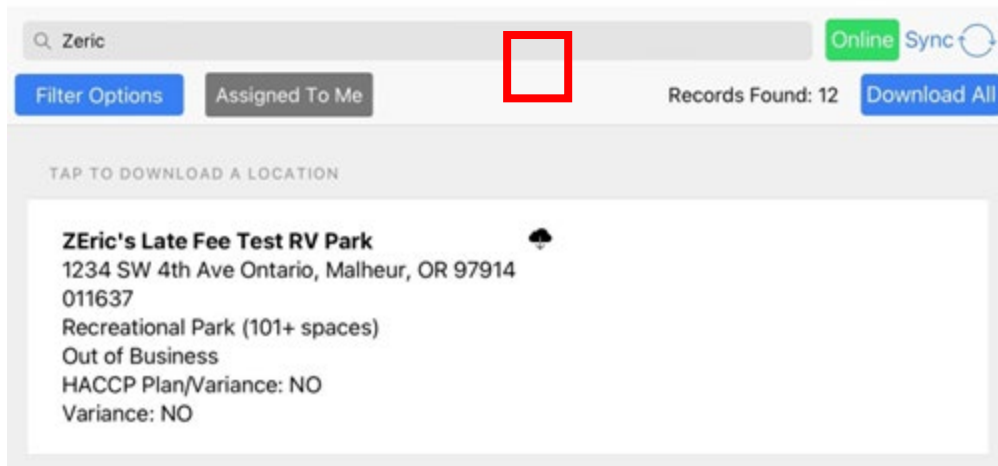 Zeric
Online Sync
Filter Options Assigned To Me Records Found: 12 Download All
TAP TO DOWNLOAD A LOCATION
ZEric's Late Fee Test RV Park
1234 SW 4th Ave Ontario, Malheur, OR 97914
011637
Recreational Park (101+ spaces)
Out of Business
HACCP Plan/Variance: NO
Variance: NO